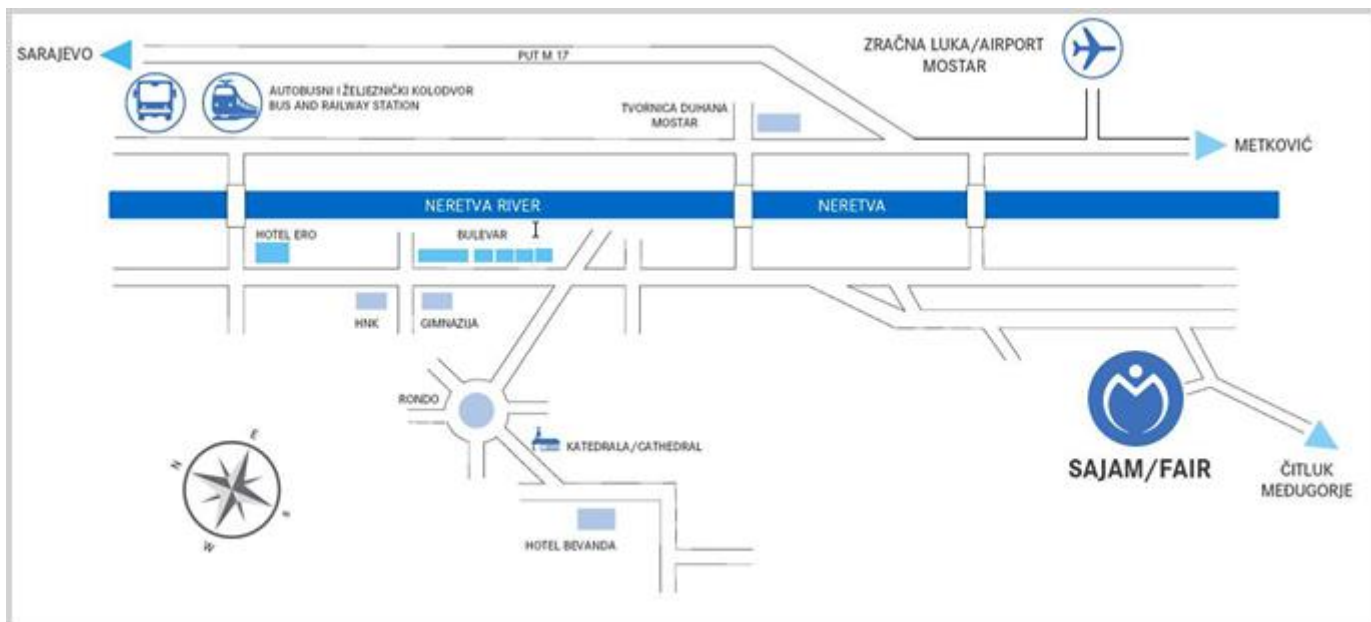 SARAJEVO
PUT M 17
ZRAČNA LUKA/AIRPORT
MOSTAR
AUTOBUSNI I ŽELJEZNIČKI KOLODVOR
BUS AND RAILWAY STATION
TVORNICA DUHANA
MOSTAR
METKOVIĆ
NERETVA RIVER
NERETVA
HOTEL ERO
BULEVAR
HNK
GIMNAZIJA
RONDO
KATEDRALA/CATHEDRAL
E
N
S
W
SAJAM/FAIR
ČITLUK
MEĐUGORJE
HOTEL BEVANDA